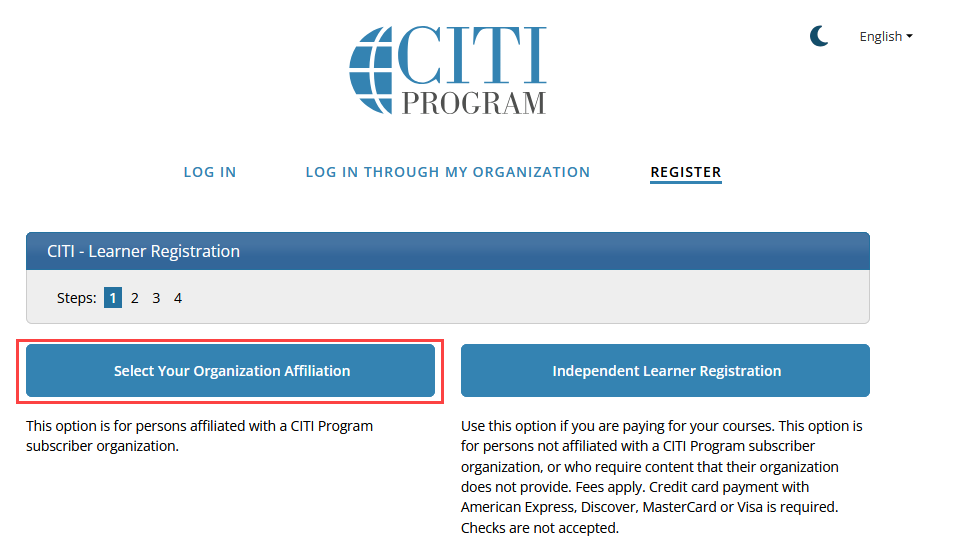 CITI
PROGRAM
English
LOG IN
LOG IN THROUGH MY ORGANIZATION
REGISTER
CITI - Learner Registration
Steps: 1 2 3 4
Select Your Organization Affiliation
This option is for persons affiliated with a CITI Program
subscriber organization.
Independent Learner Registration
Use this option if you are paying for your courses. This option is
for persons not affiliated with a CITI Program subscriber
organization, or who require content that their organization
does not provide. Fees apply. Credit card payment with
American Express, Discover, MasterCard or Visa is required.
Checks are not accepted.